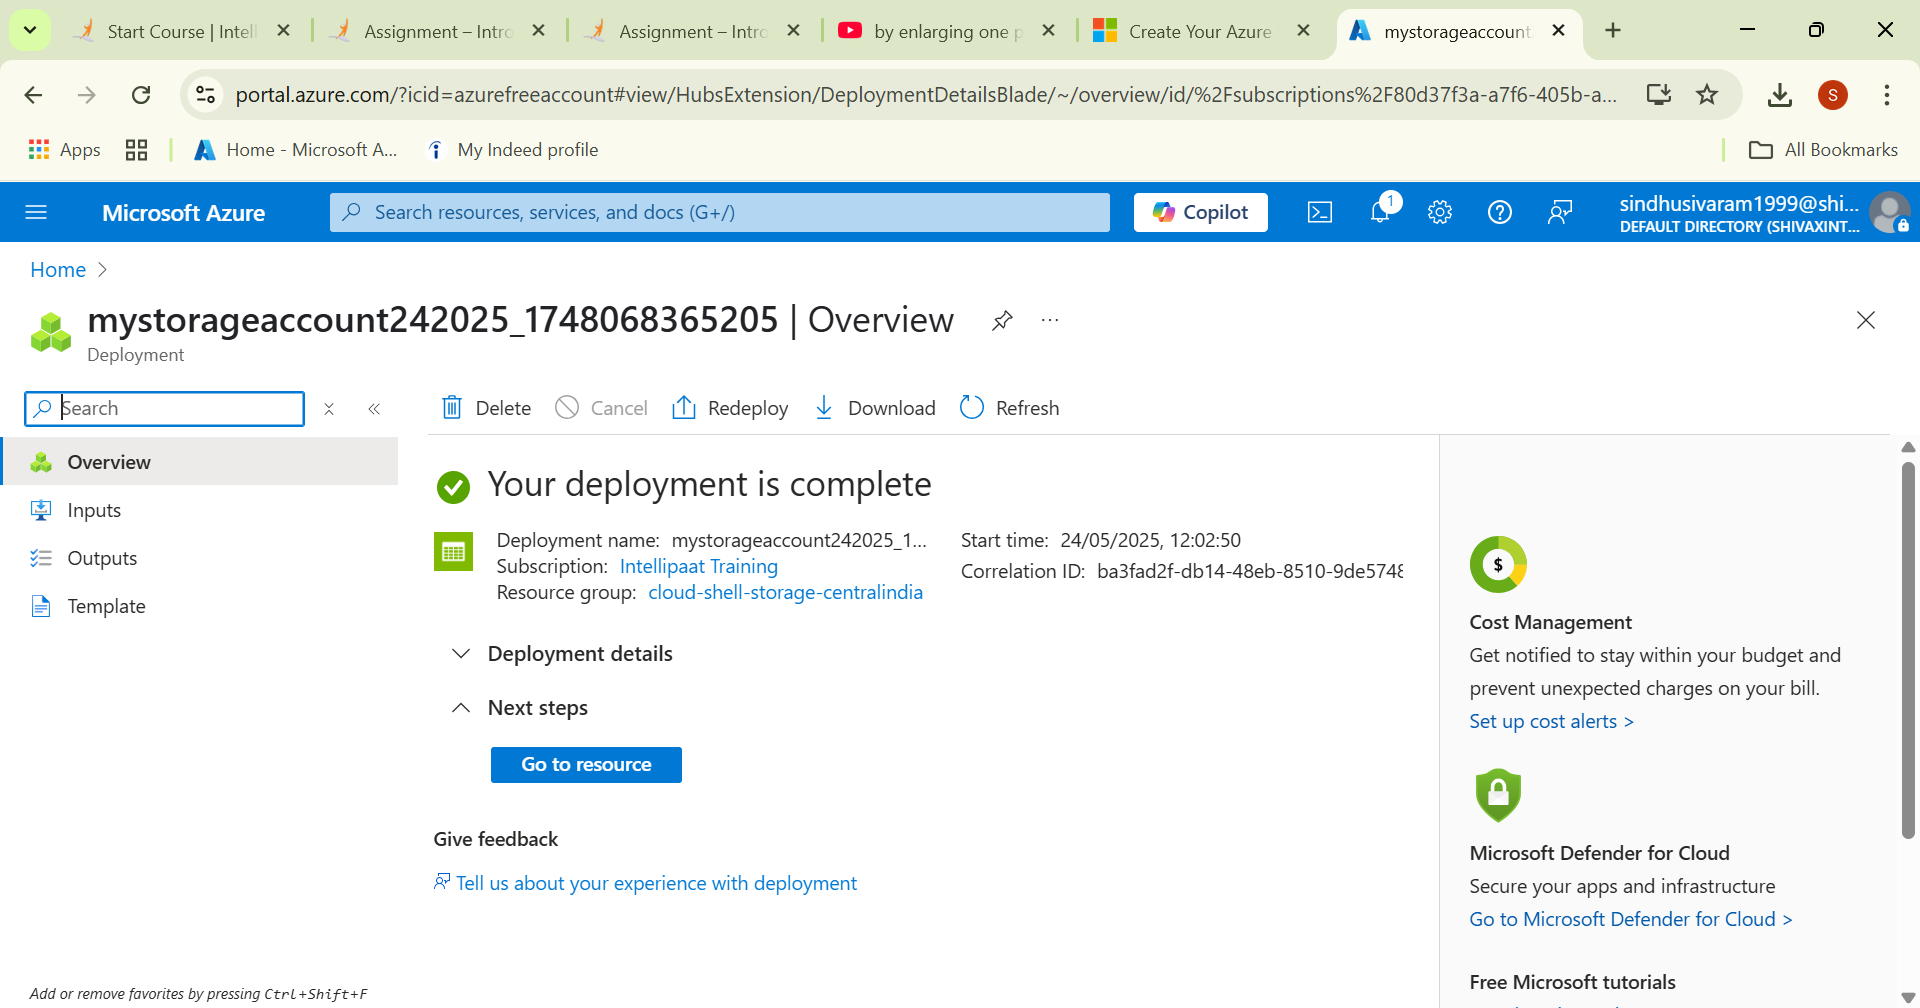 Start Course | Intell
Assignment – Intro
Assignment – Intro
by enlarging one p
Create Your Azure
mystorageaccount
portal.azure.com/?icid=azurefreeaccount#view/HubsExtension/DeploymentDetailsBlade/~/overview/id/%2Fsubscriptions%2F80d37f3a-a7f6-405b-a...
S
Apps
Home - Microsoft A...
My Indeed profile
All Bookmarks
Microsoft Azure
Search resources, services, and docs (G+/)
Copilot
1
sindhusivaram1999@shi...
DEFAULT DIRECTORY (SHIVAXINT...
Home
mystorageaccount242025_1748068365205 | Overview
Deployment
Search
Delete
Cancel
Redeploy
Download
Refresh
Overview
Inputs
Outputs
Template
Your deployment is complete
Deployment name: mystorageaccount242025_1...
Subscription: Intellipaat Training
Resource group: cloud-shell-storage-centralindia
Start time: 24/05/2025, 12:02:50
Correlation ID: ba3fad2f-db14-48eb-8510-9de5748
Deployment details
Next steps
Go to resource
Give feedback
Tell us about your experience with deployment
$
Cost Management
Get notified to stay within your budget and
prevent unexpected charges on your bill.
Set up cost alerts >
Microsoft Defender for Cloud
Secure your apps and infrastructure
Go to Microsoft Defender for Cloud >
Free Microsoft tutorials
Add or remove favorites by pressing Ctrl+Shift+F